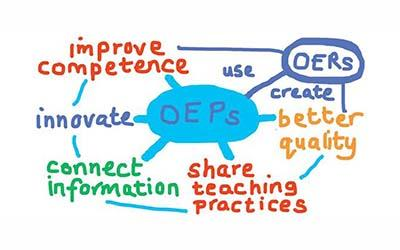 improve
competence
use
OERs
create
innovate
OEPs
better
quality
connect
information
share
teaching
practices